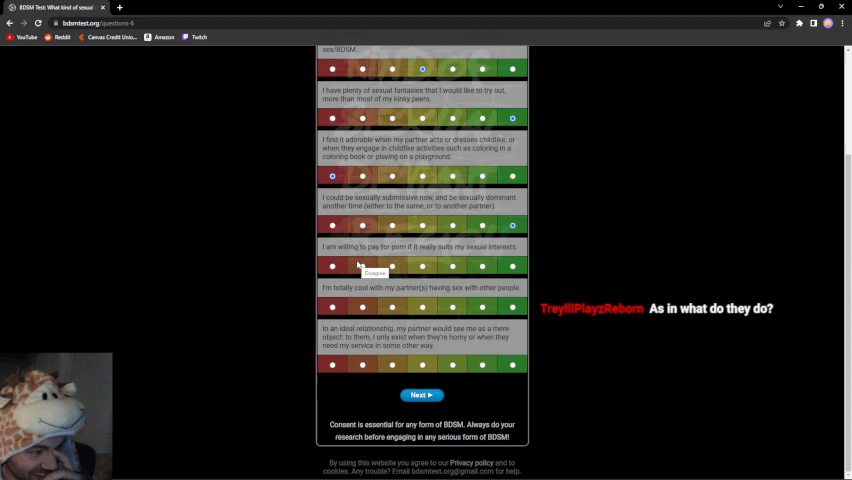 BDSM Test: What kind of sexual
bdsmtest.org/questions-6
YouTube Reddit Canvas Credit Unio... Amazon Twitch
sex/BDSM.
I have plenty of sexual fantasies that I would like to try out,
more than most of my kinky peers.
I find it adorable when my partner acts or dresses childlike, or
when they engage in childlike activities such as coloring in a
coloring book or playing on a playground.
I could be sexually submissive now, and be sexually dominant
another time (either to the same, or to another partner).
I am willing to pay for porn if it really suits my sexual interests.
Disagree
I'm totally cool with my partner(s) having sex with other people.
In an ideal relationship, my partner would see me as a mere
object: to them, I only exist when they're horny or when they
need my service in some other way.
TreyIIIPlayzReborn As in what do they do?
Next
Consent is essential for any form of BDSM. Always do your
research before engaging in any serious form of BDSM!
By using this website you agree to our Privacy policy and to
cookies. Any trouble? Email bdsmtest.org@gmail.com for help.